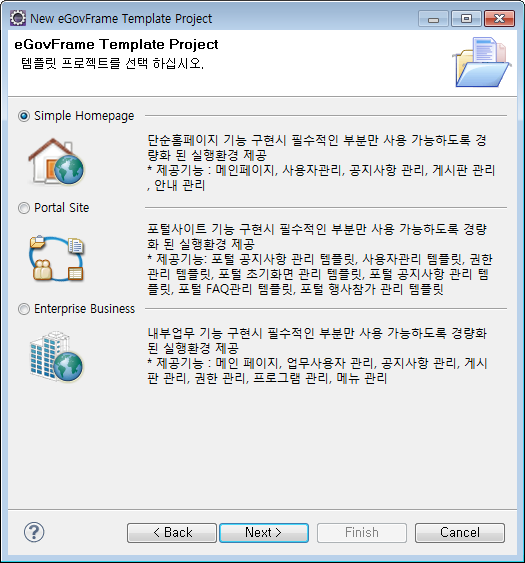 New eGovFrame Template Project
eGovFrame Template Project
템플릿 프로젝트를 선택 하십시오.
Simple Homepage
단순홈페이지 기능 구현시 필수적인 부분만 사용 가능하도록 경
량화 된 실행환경 제공
* 제공기능 : 메인페이지, 사용자관리, 공지사항 관리, 게시판 관리
, 안내 관리
Portal Site
포털사이트 기능 구현시 필수적인 부분만 사용 가능하도록 경량
화 된 실행환경 제공
* 제공기능: 포털 공지사항 관리 템플릿, 사용자관리 템플릿, 권한
관리 템플릿, 포털 초기화면 관리 템플릿, 포털 공지사항 관리 템
플릿, 포털 FAQ관리 템플릿, 포털 행사참가 관리 템플릿
Enterprise Business
내부업무 기능 구현시 필수적인 부분만 사용 가능하도록 경량화
된 실행환경 제공
* 제공기능 : 메인 페이지, 업무사용자 관리, 공지사항 관리, 게시
판 관리, 권한 관리, 프로그램 관리, 메뉴 관리
?
< Back
Next >
Finish
Cancel